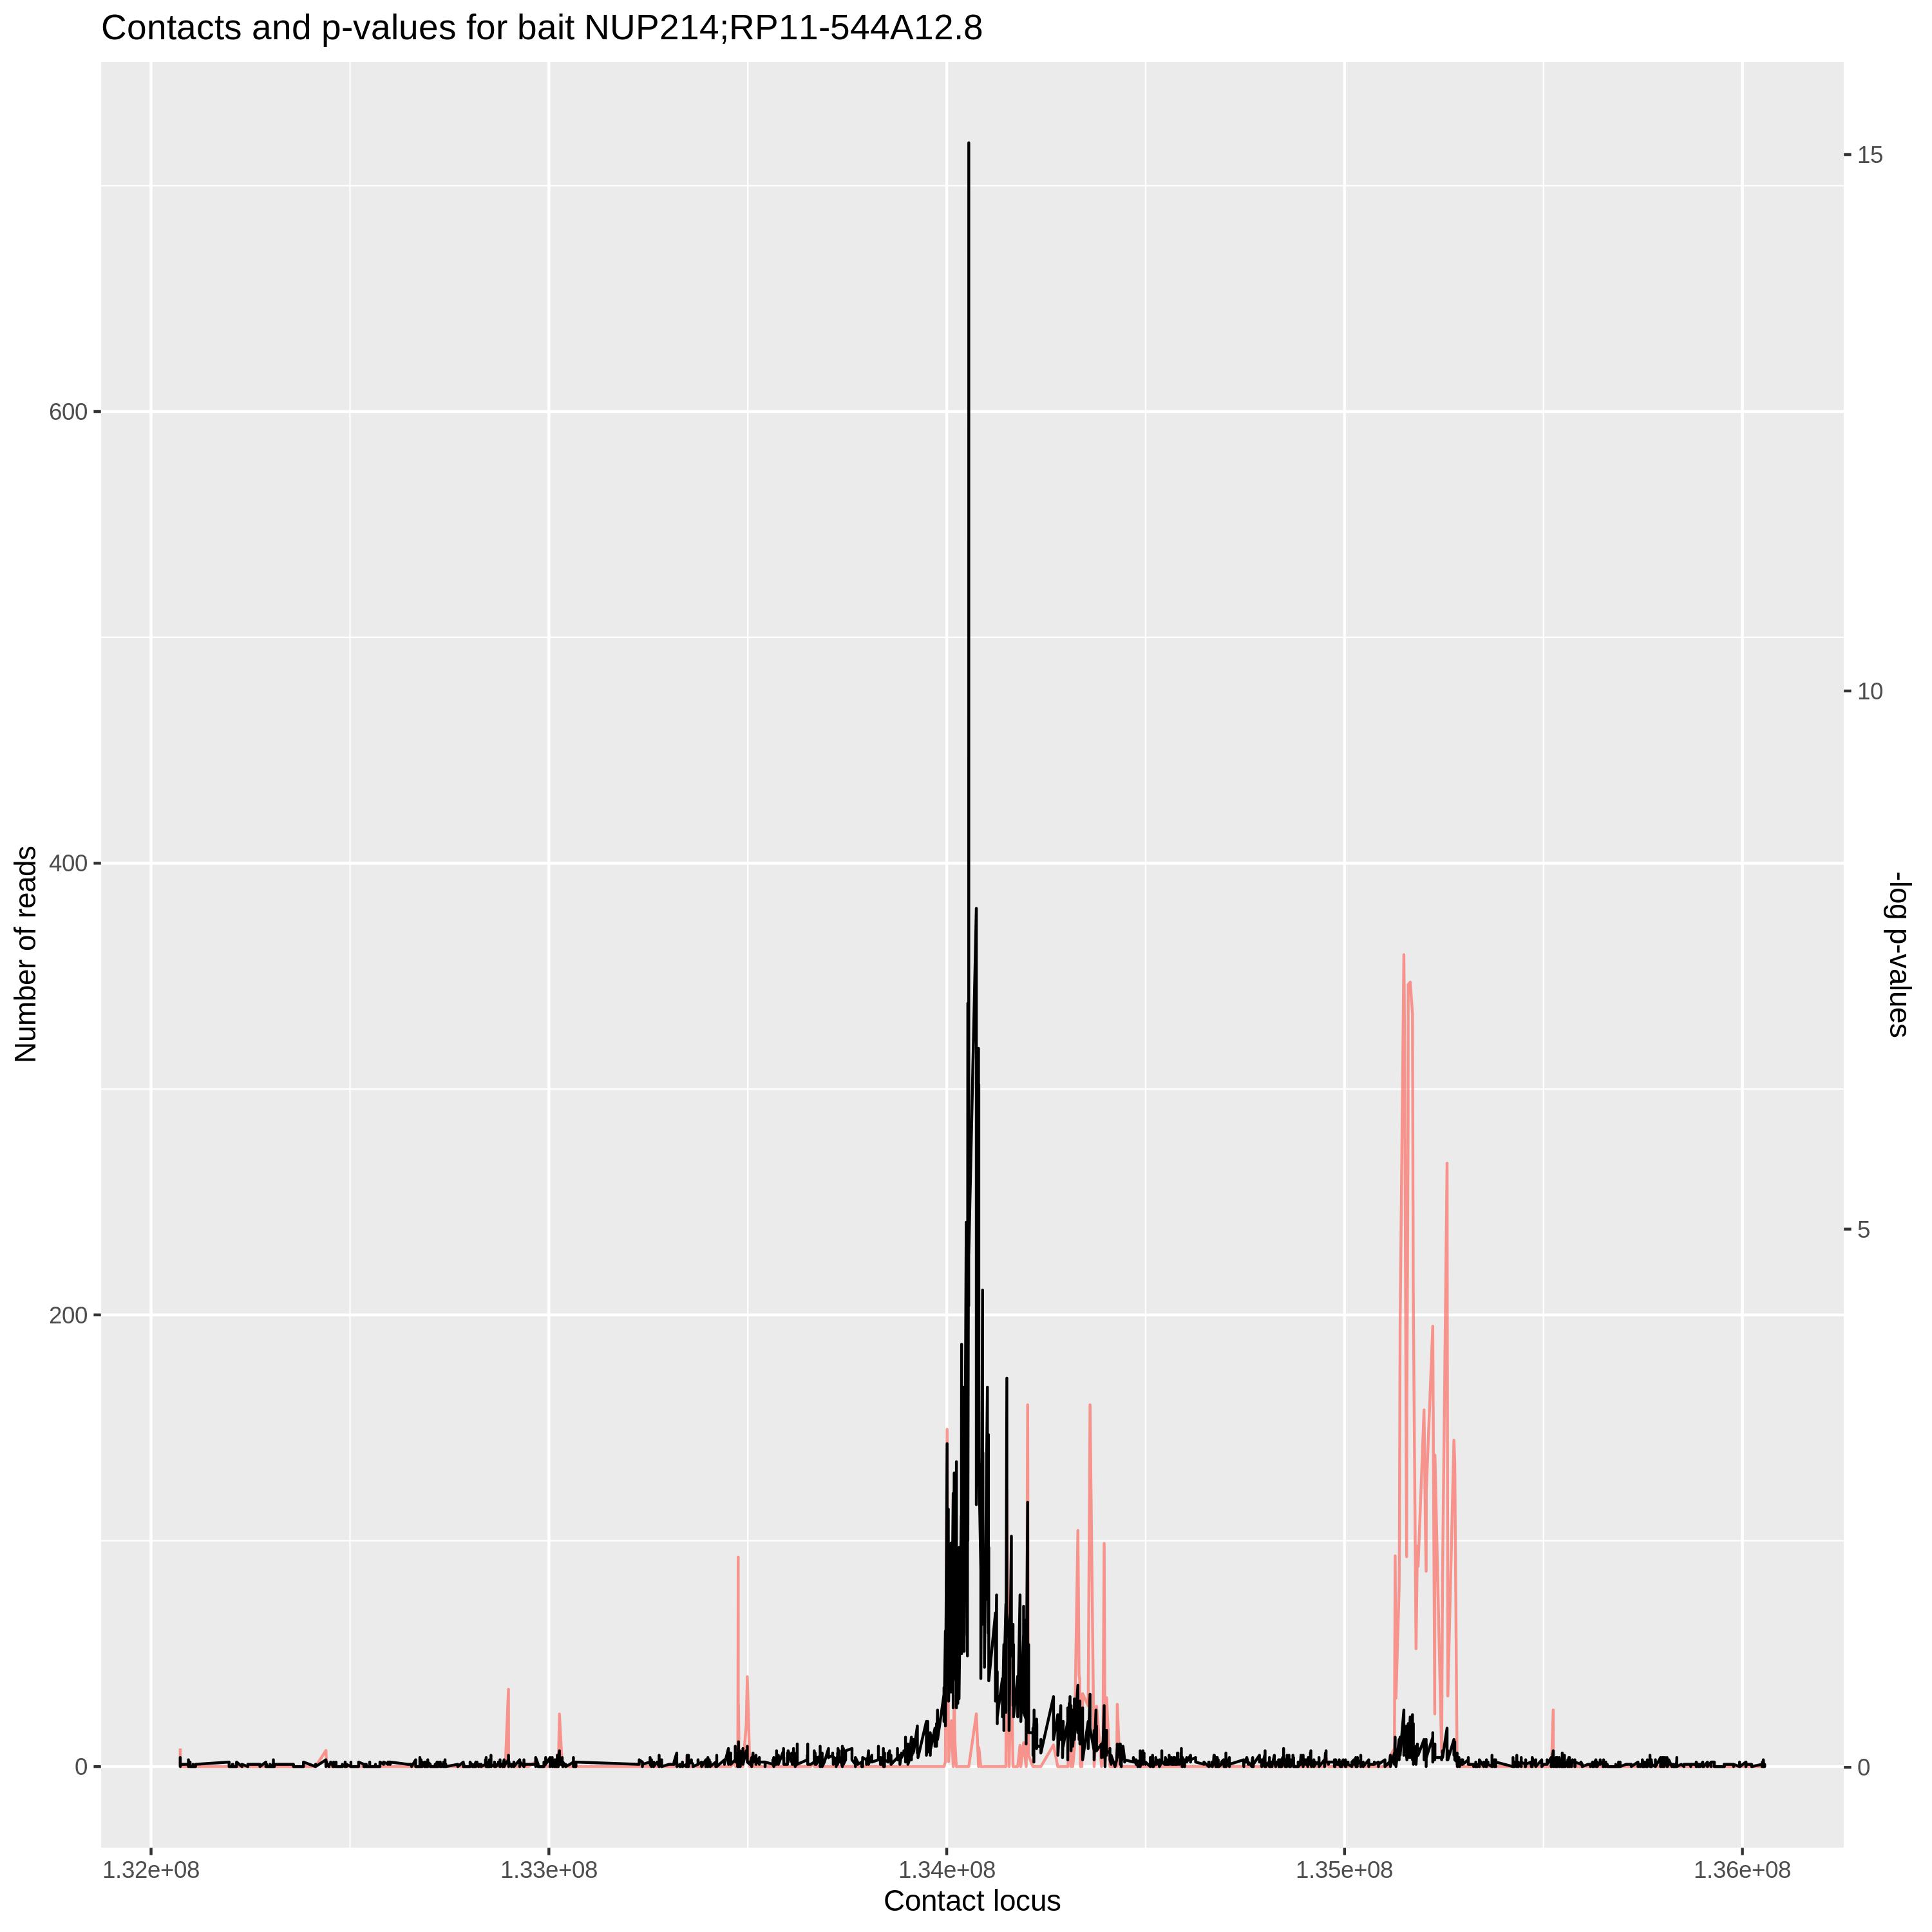 Contacts and p-values for bait NUP214;RP11-544A12.8
15
600
10
400
Number of reads
-log p-values
5
200
0
0
1.32e+08
1.33e+08
1.34e+08
1.35e+08
1.36e+08
Contact locus